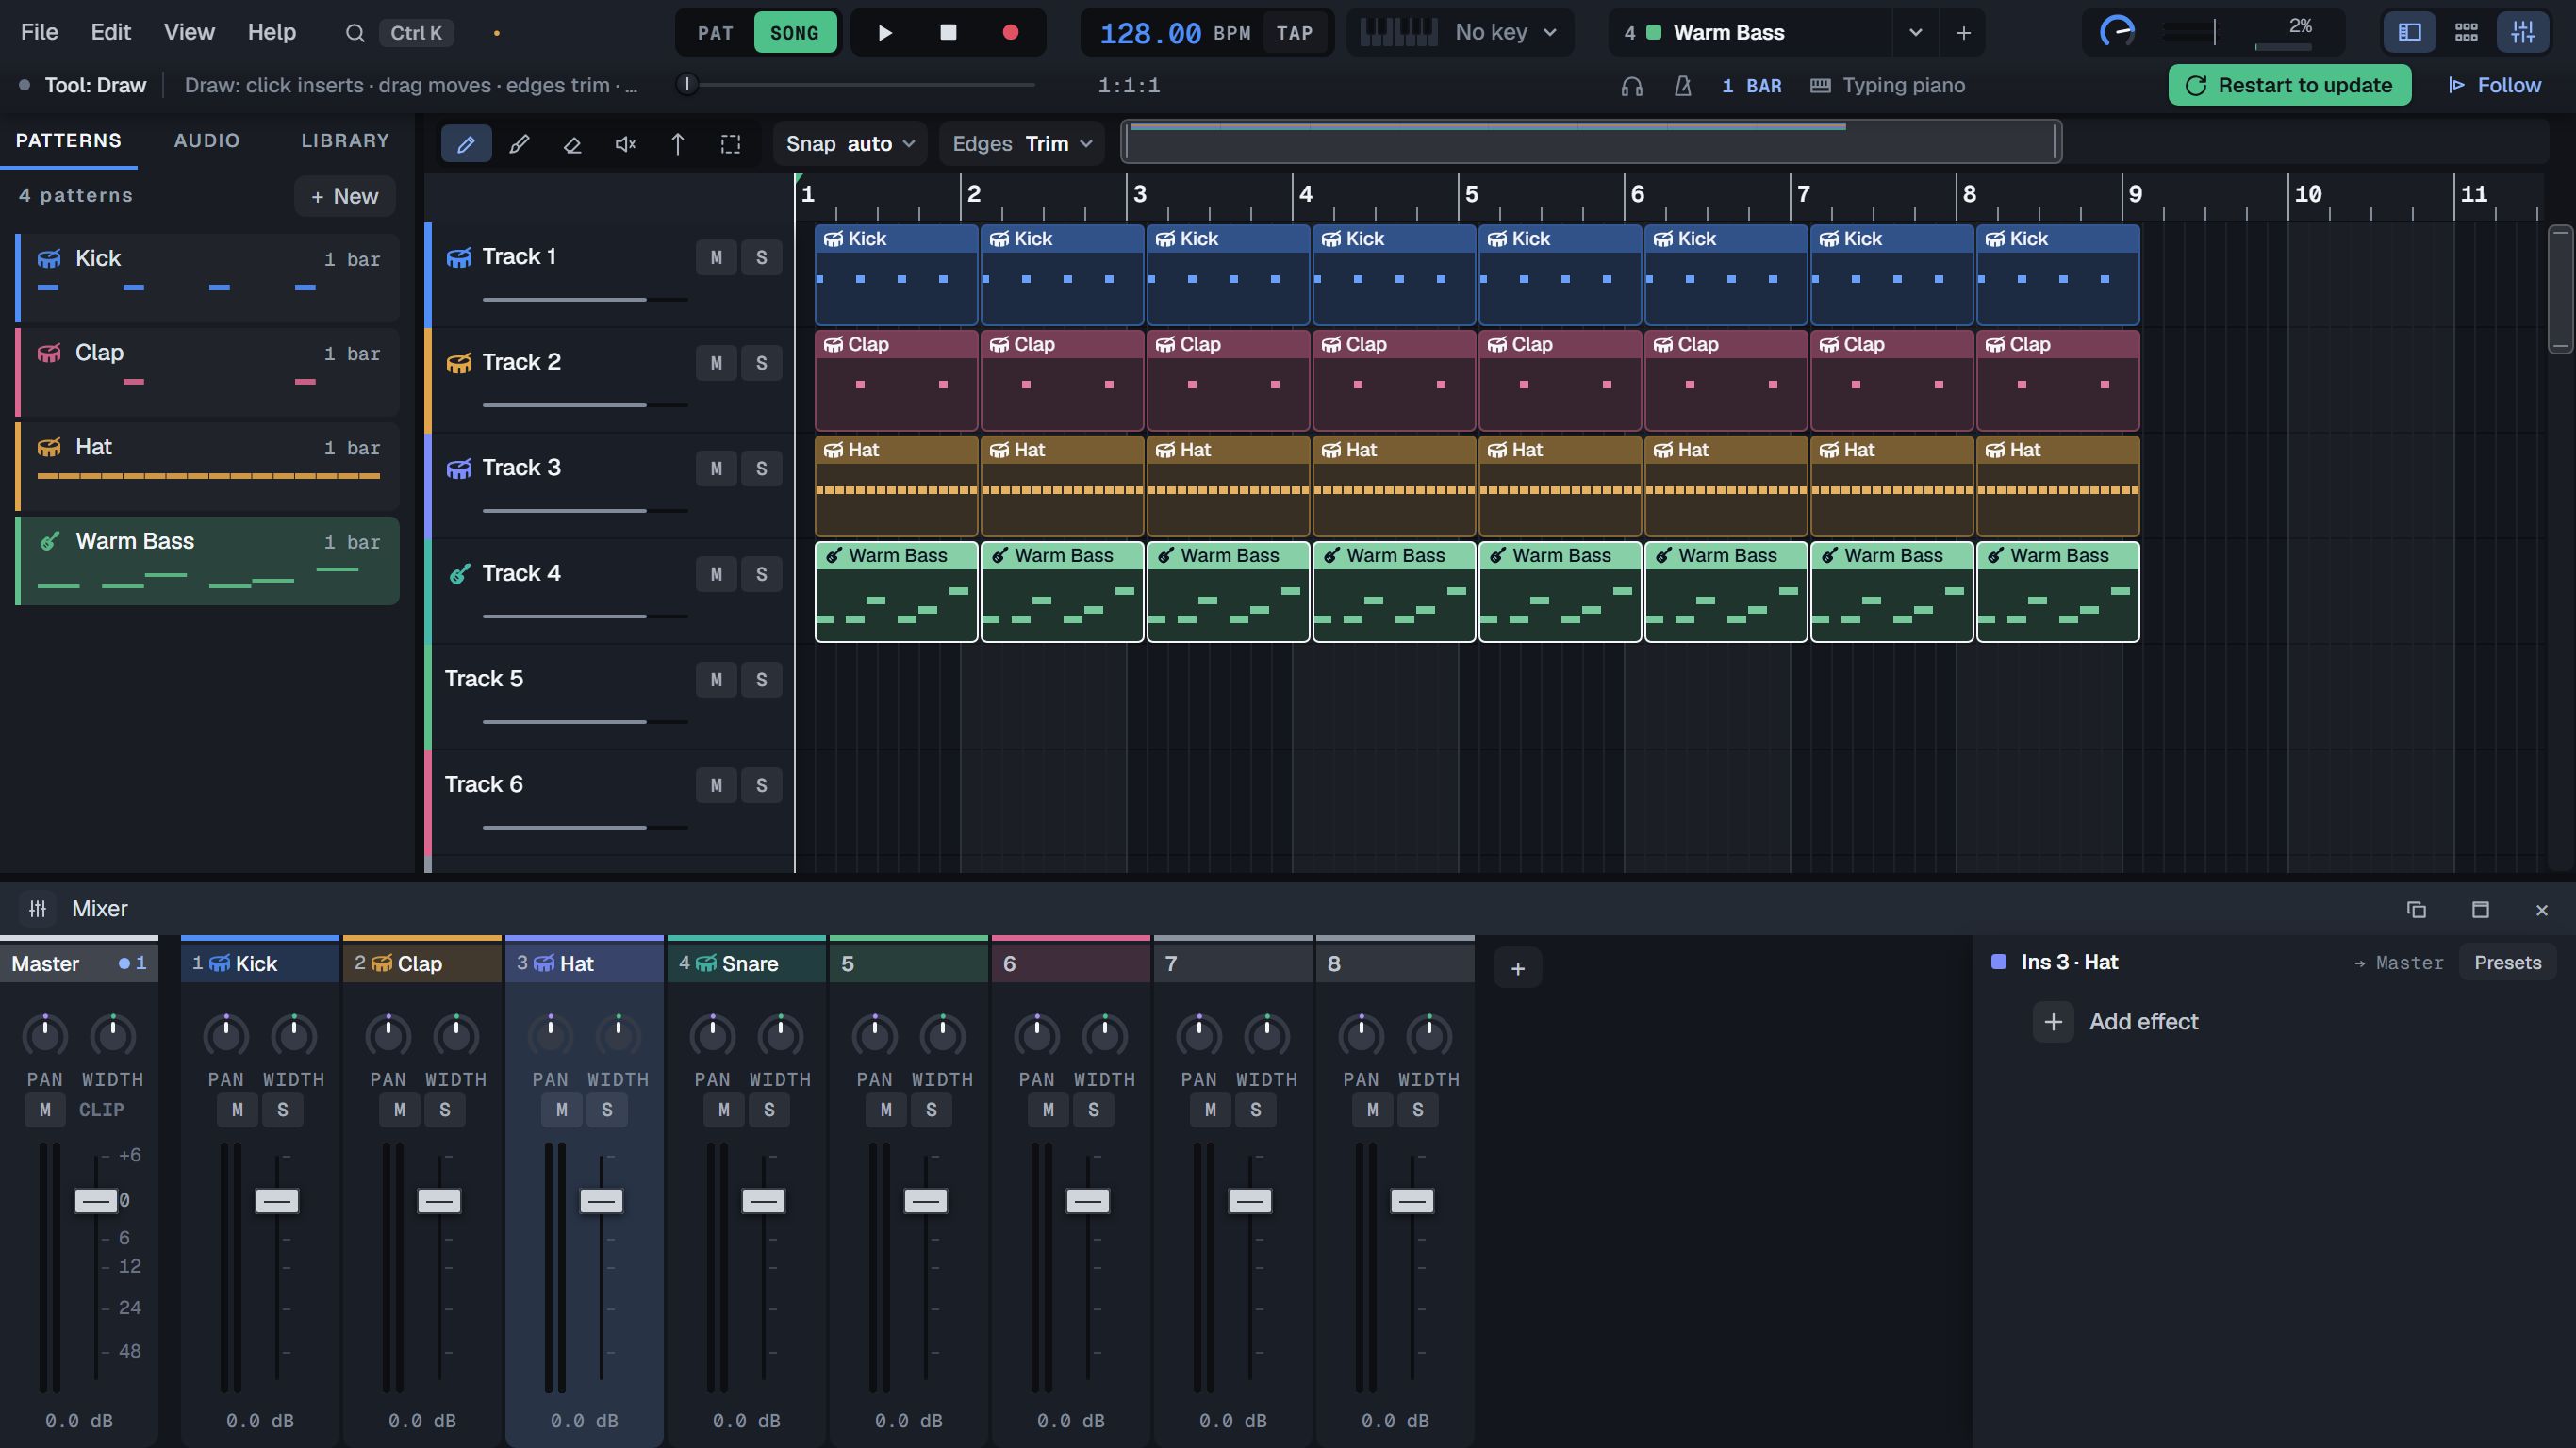 File Edit View Help Ctrl K PAT SONG 128.00 BPM TAP No key 4 Warm Bass + 2%
Tool: Draw Draw: click inserts · drag moves · edges trim · … 1:1:1 1 BAR Typing piano Restart to update Follow
PATTERNS AUDIO LIBRARY Snap auto Edges Trim
4 patterns + New 1 2 3 4 5 6 7 8 9 10 11
Kick 1 bar Track 1 M S Kick Kick Kick Kick Kick Kick Kick Kick
Clap 1 bar Track 2 M S Clap Clap Clap Clap Clap Clap Clap Clap
Hat 1 bar Track 3 M S Hat Hat Hat Hat Hat Hat Hat Hat
Warm Bass 1 bar Track 4 M S Warm Bass Warm Bass Warm Bass Warm Bass Warm Bass Warm Bass Warm Bass Warm Bass
Track 5 M S
Track 6 M S
Mixer
Master 1 1 Kick 2 Clap 3 Hat 4 Snare 5 6 7 8 + Ins 3 · Hat → Master Presets
+ Add effect
PAN WIDTH PAN WIDTH PAN WIDTH PAN WIDTH PAN WIDTH PAN WIDTH PAN WIDTH PAN WIDTH PAN WIDTH
M CLIP M S M S M S M S M S M S M S M S
+6
0
6
12
24
48
0.0 dB 0.0 dB 0.0 dB 0.0 dB 0.0 dB 0.0 dB 0.0 dB 0.0 dB 0.0 dB